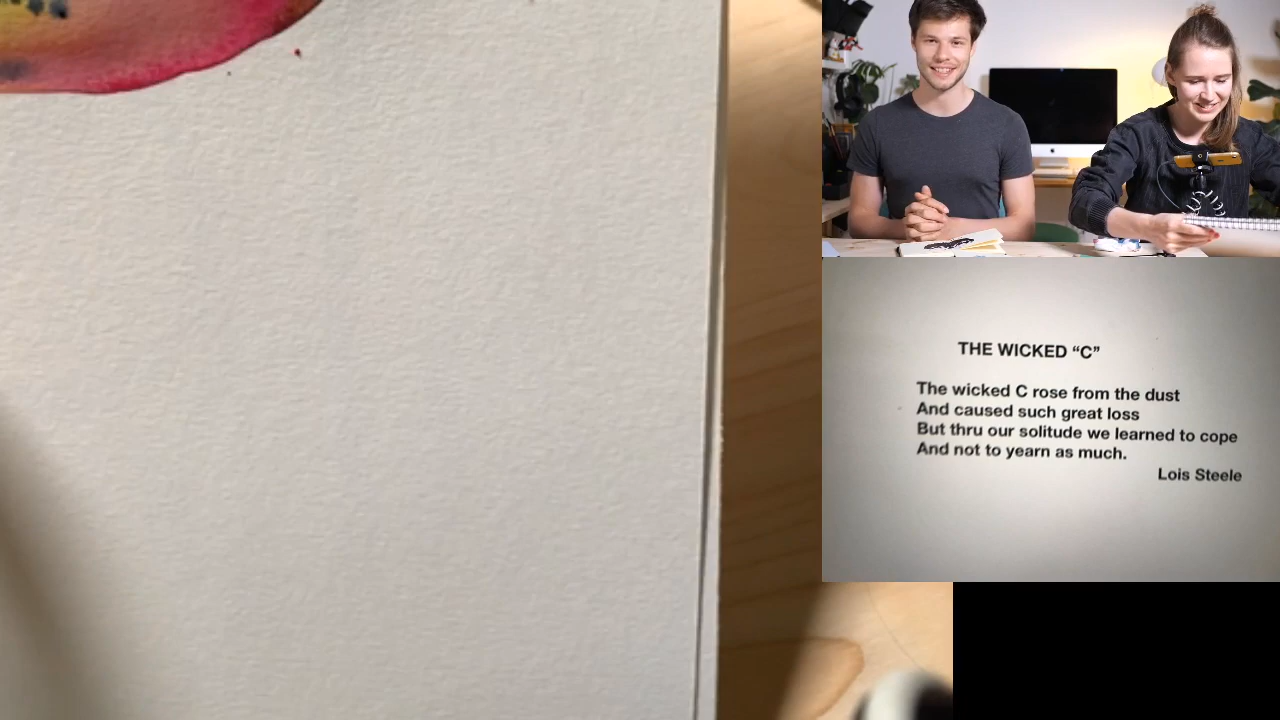 THE WICKED “C”
The wicked C rose from the dust
And caused such great loss
But thru our solitude we learned to cope
And not to yearn as much.
Lois Steele